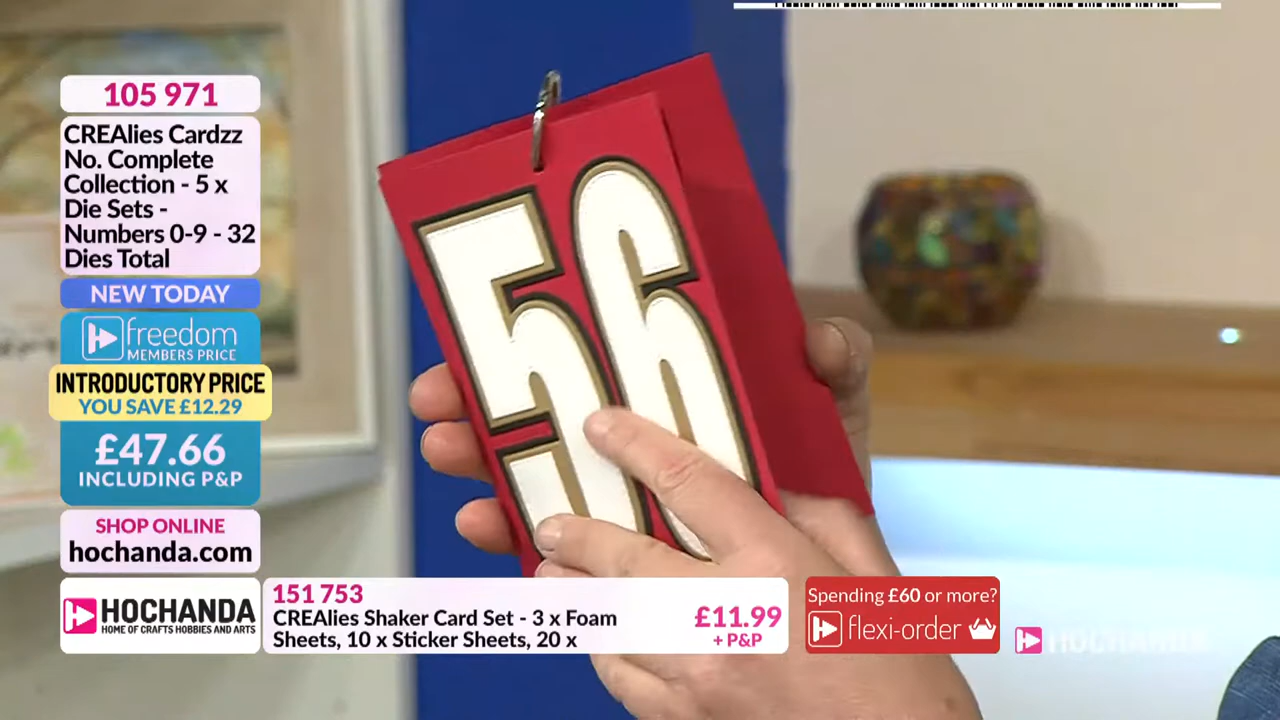 105 971
CREAlies Cardzz
No. Complete
Collection - 5 x
Die Sets -
Numbers 0-9 - 32
Dies Total
NEW TODAY
freedom
MEMBERS PRICE
INTRODUCTORY PRICE
YOU SAVE £12.29
£47.66
INCLUDING P&P
SHOP ONLINE
hochanda.com
HOCHANDA
HOME OF CRAFTS HOBBIES AND ARTS
151 753
CREAlies Shaker Card Set - 3 x Foam
Sheets, 10 x Sticker Sheets, 20 x
£11.99
+ P&P
Spending £60 or more?
flexi-order
HOCHANDA
56